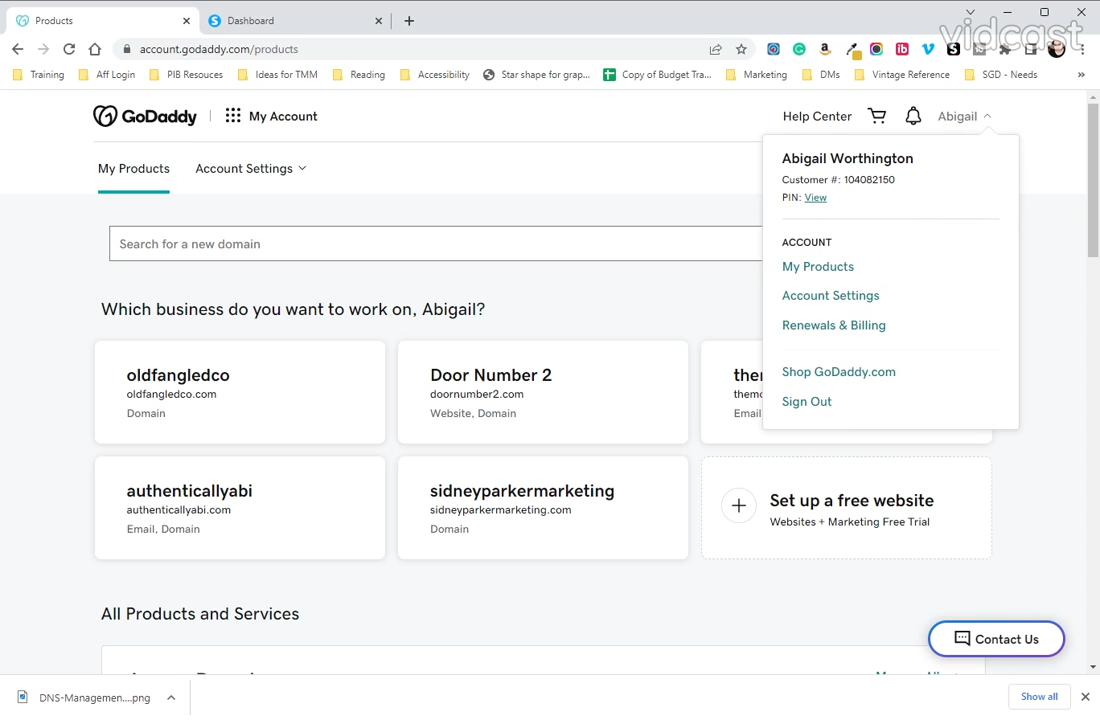 Products
Dashboard
vidcast
account.godaddy.com/products
Training
Aff Login
PIB Resouces
Ideas for TMM
Reading
Accessibility
Star shape for grap...
Copy of Budget Tra...
Marketing
DMs
Vintage Reference
SGD - Needs
GoDaddy
My Account
Help Center
Abigail
My Products
Account Settings
Abigail Worthington
Customer #: 104082150
PIN: View
ACCOUNT
My Products
Account Settings
Renewals & Billing
Shop GoDaddy.com
Sign Out
Search for a new domain
Which business do you want to work on, Abigail?
oldfangledco
oldfangledco.com
Domain
Door Number 2
doornumber2.com
Website, Domain
Email
authenticallyabi
authenticallyabi.com
Email, Domain
sidneyparkermarketing
sidneyparkermarketing.com
Domain
Set up a free website
Websites + Marketing Free Trial
All Products and Services
Contact Us
DNS-Managemen....png
Show all